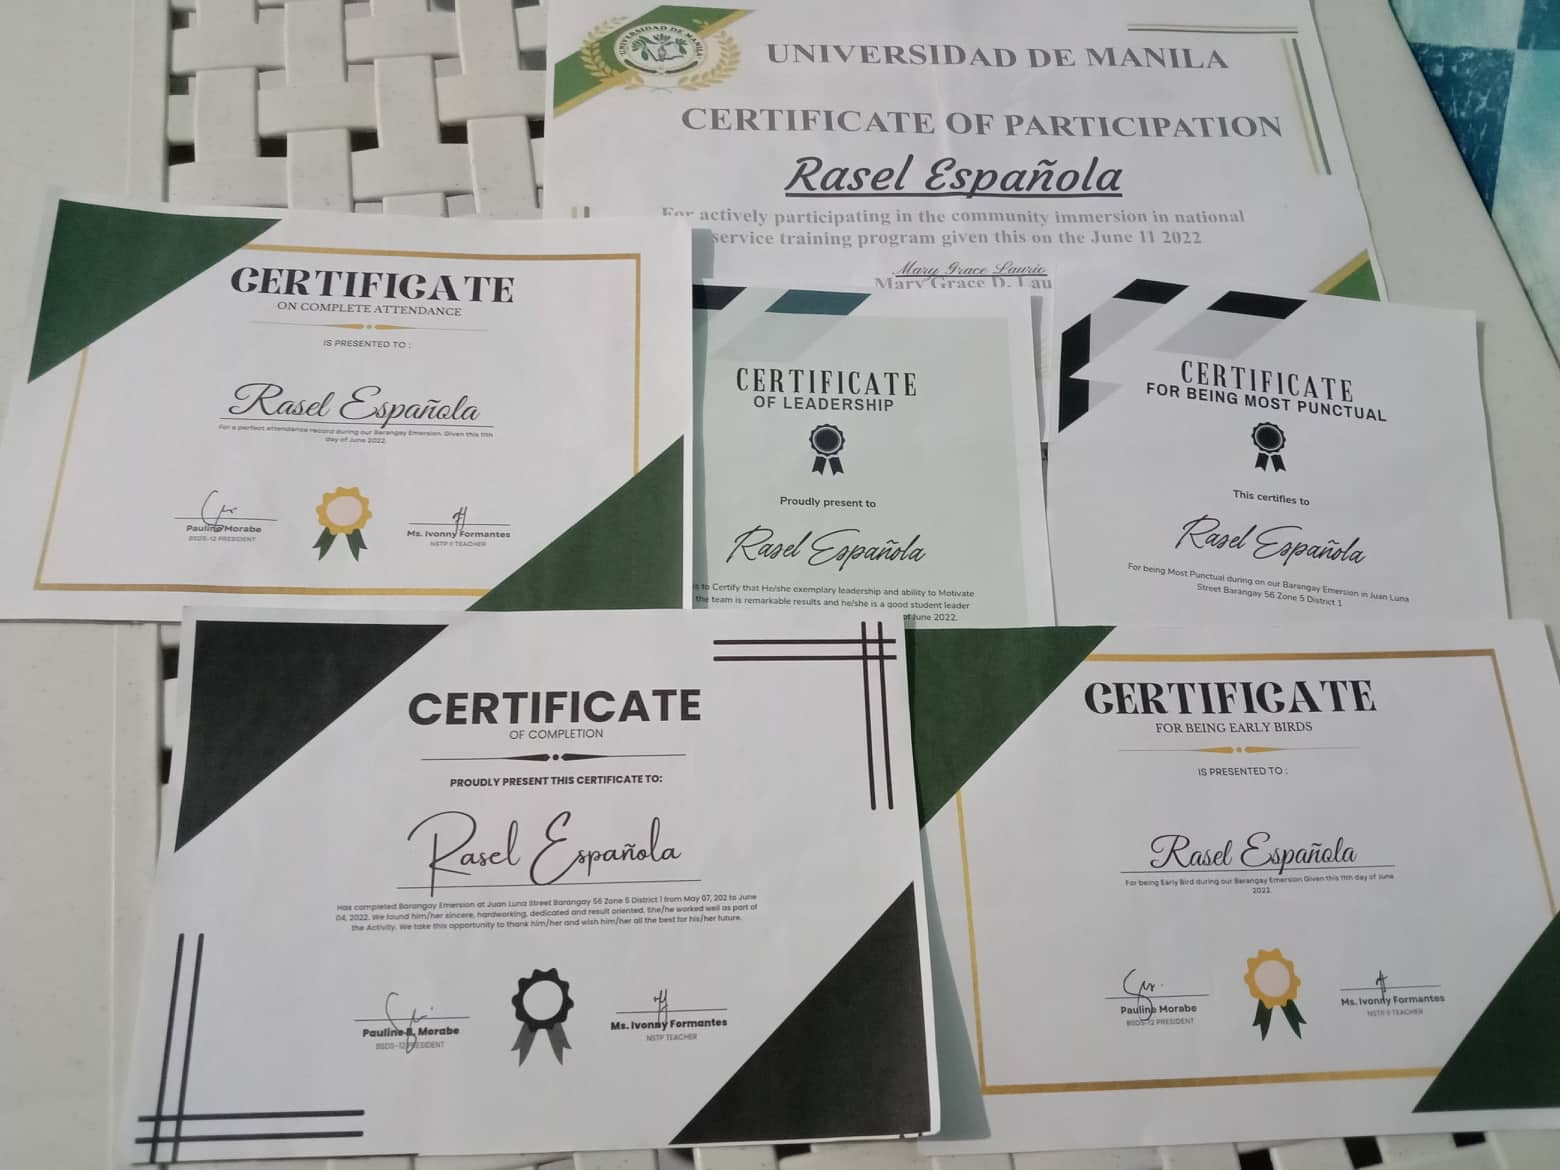 UNIVERSIDAD DE MANILA
UNIVERSIDAD DE MANILA
CERTIFICATE OF PARTICIPATION
Rasel Española
For actively participating in the community immersion in national
service training program given this on the June 11 2022
Mary Grace Laurio
Mary Grace D. Lau
CERTIFICATE
ON COMPLETE ATTENDANCE
IS PRESENTED TO :
Rasel Española
For a perfect attendance record during our Barangay Emersion. Given this 11th
day of June 2022.
Pauline Morabe
BSDS-12 PRESIDENT
Ms. Ivonny Formantes
NSTP II TEACHER
CERTIFICATE
OF LEADERSHIP
Proudly present to
Rasel Española
is to Certify that He/she exemplary leadership and ability to Motivate
the team is remarkable results and he/she is a good student leader
of June 2022.
CERTIFICATE
FOR BEING MOST PUNCTUAL
This certifies to
Rasel Española
For being Most Punctual during on our Barangay Emersion in Juan Luna
Street Barangay 56 Zone 5 District 1
CERTIFICATE
OF COMPLETION
PROUDLY PRESENT THIS CERTIFICATE TO:
Rasel Española
Has completed Barangay Emersion at Juan Luna Street Barangay 56 Zone 5 District 1 from May 07, 202 to June
04, 2022. We found him/her sincere, hardworking, dedicated and result oriented. She/he worked well as part of
the Activity. We take this opportunity to thank him/her and wish him/her all the best for his/her future.
Pauline B. Morabe
BSDS-12 PRESIDENT
Ms. Ivonny Formantes
NSTP TEACHER
CERTIFICATE
FOR BEING EARLY BIRDS
IS PRESENTED TO :
Rasel Española
For being Early Bird during our Barangay Emersion Given this 11th day of June
2022.
Pauline Morabe
BSDS-12 PRESIDENT
Ms. Ivonny Formantes
NSTP II TEACHER